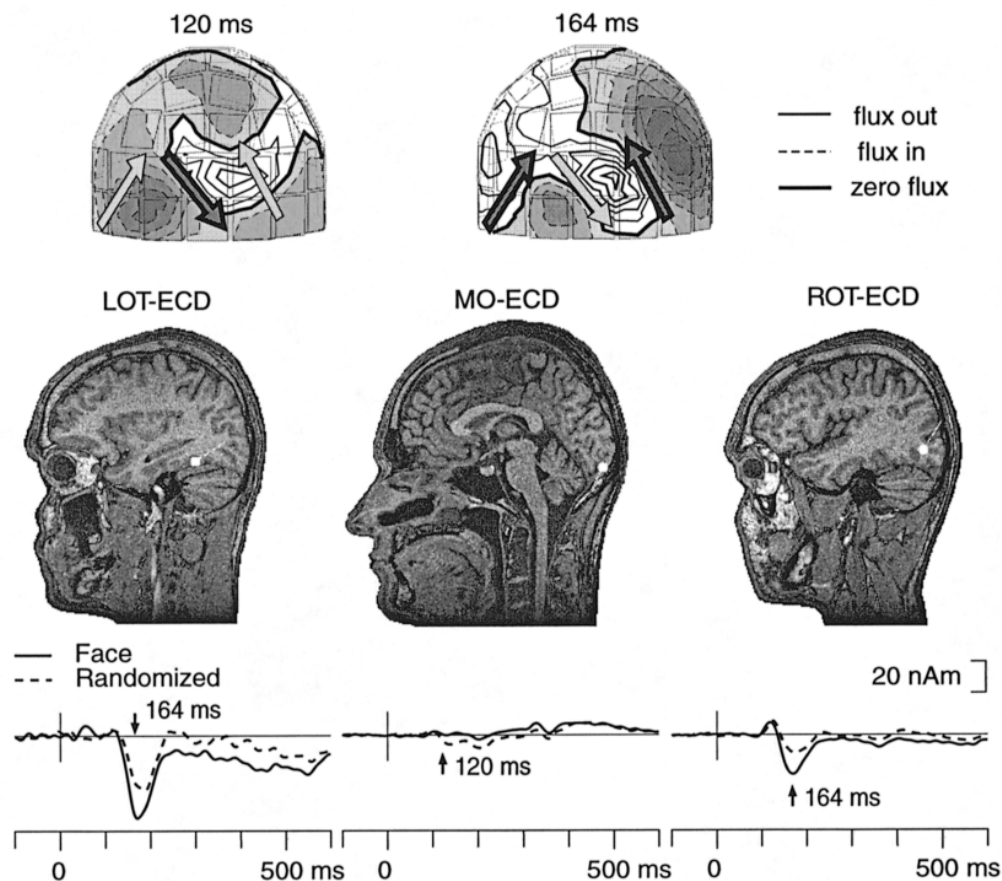 120 ms
164 ms
flux out
flux in
zero flux
LOT-ECD
MO-ECD
ROT-ECD
Face
Randomized
20 nAm
164 ms
120 ms
164 ms
0
500 ms
0
500 ms
0
500 ms